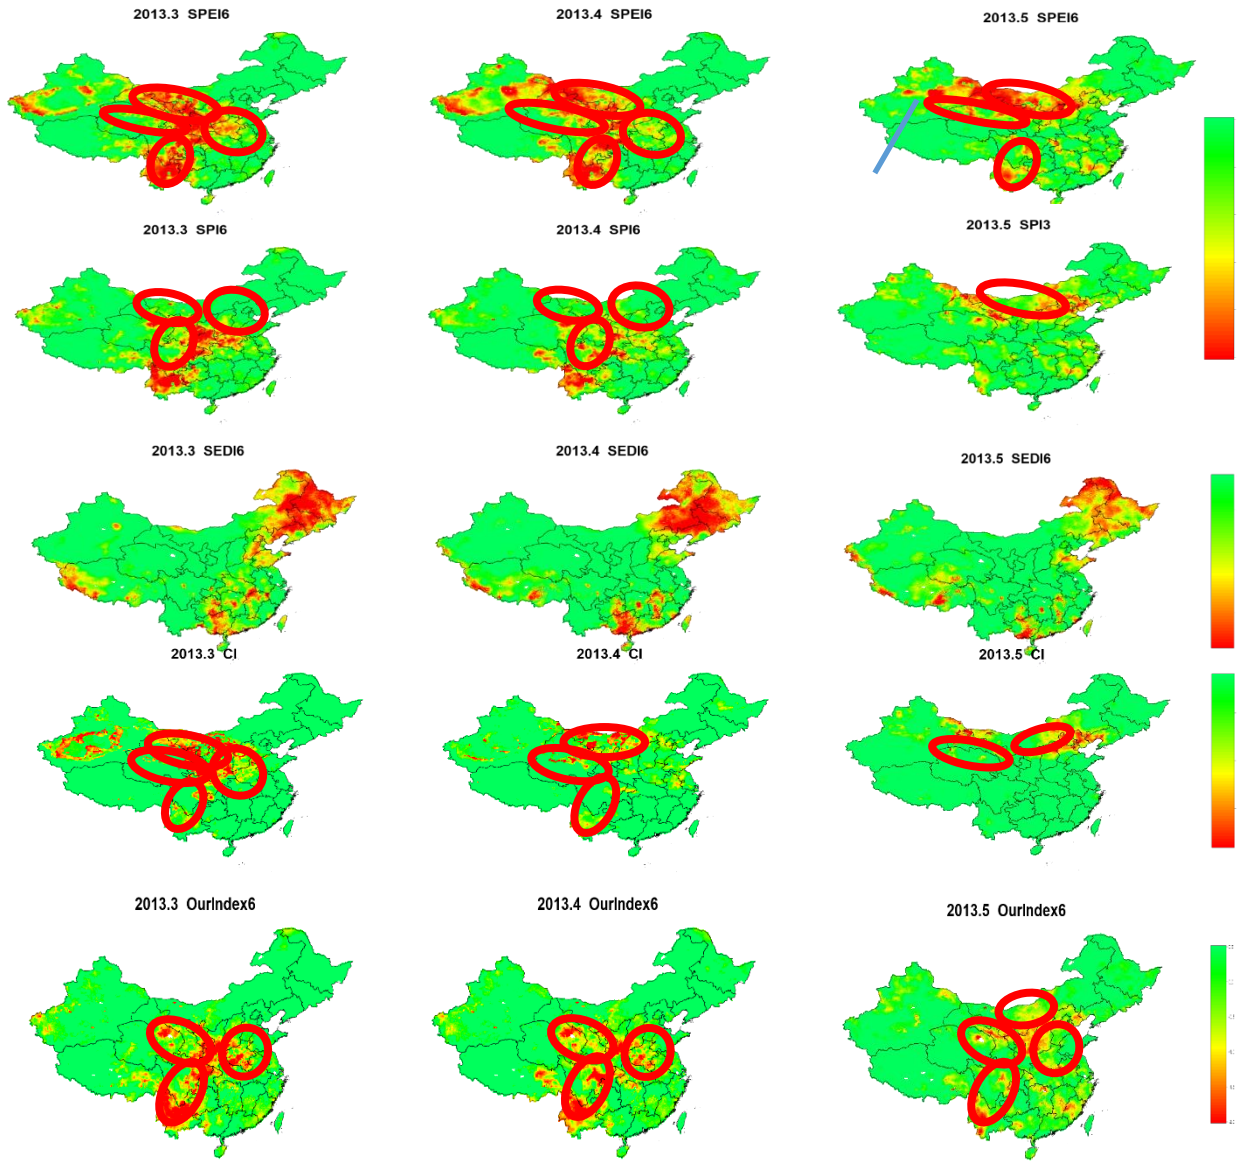 2013.3 SPEI6
2013.4 SPEI6
2013.5 SPEI6
2013.3 SPI6
2013.4 SPI6
2013.5 SPI3
2013.3 SEDI6
2013.4 SEDI6
2013.5 SEDI6
2013.3 CI
2013.4 CI
2013.5 CI
2013.3 OurIndex6
2013.4 OurIndex6
2013.5 OurIndex6